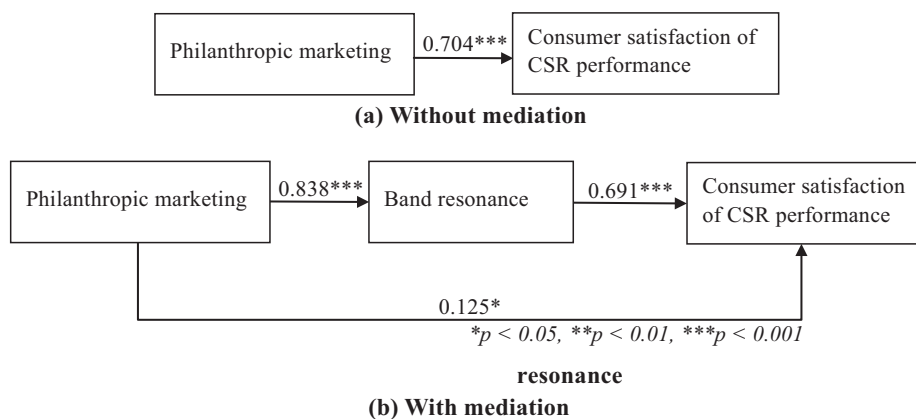 Philanthropic marketing
0.704***
Consumer satisfaction of
CSR performance
(a) Without mediation
Philanthropic marketing
0.838***
Band resonance
0.691***
Consumer satisfaction
of CSR performance
0.125*
*p < 0.05, **p < 0.01, ***p < 0.001
resonance
(b) With mediation